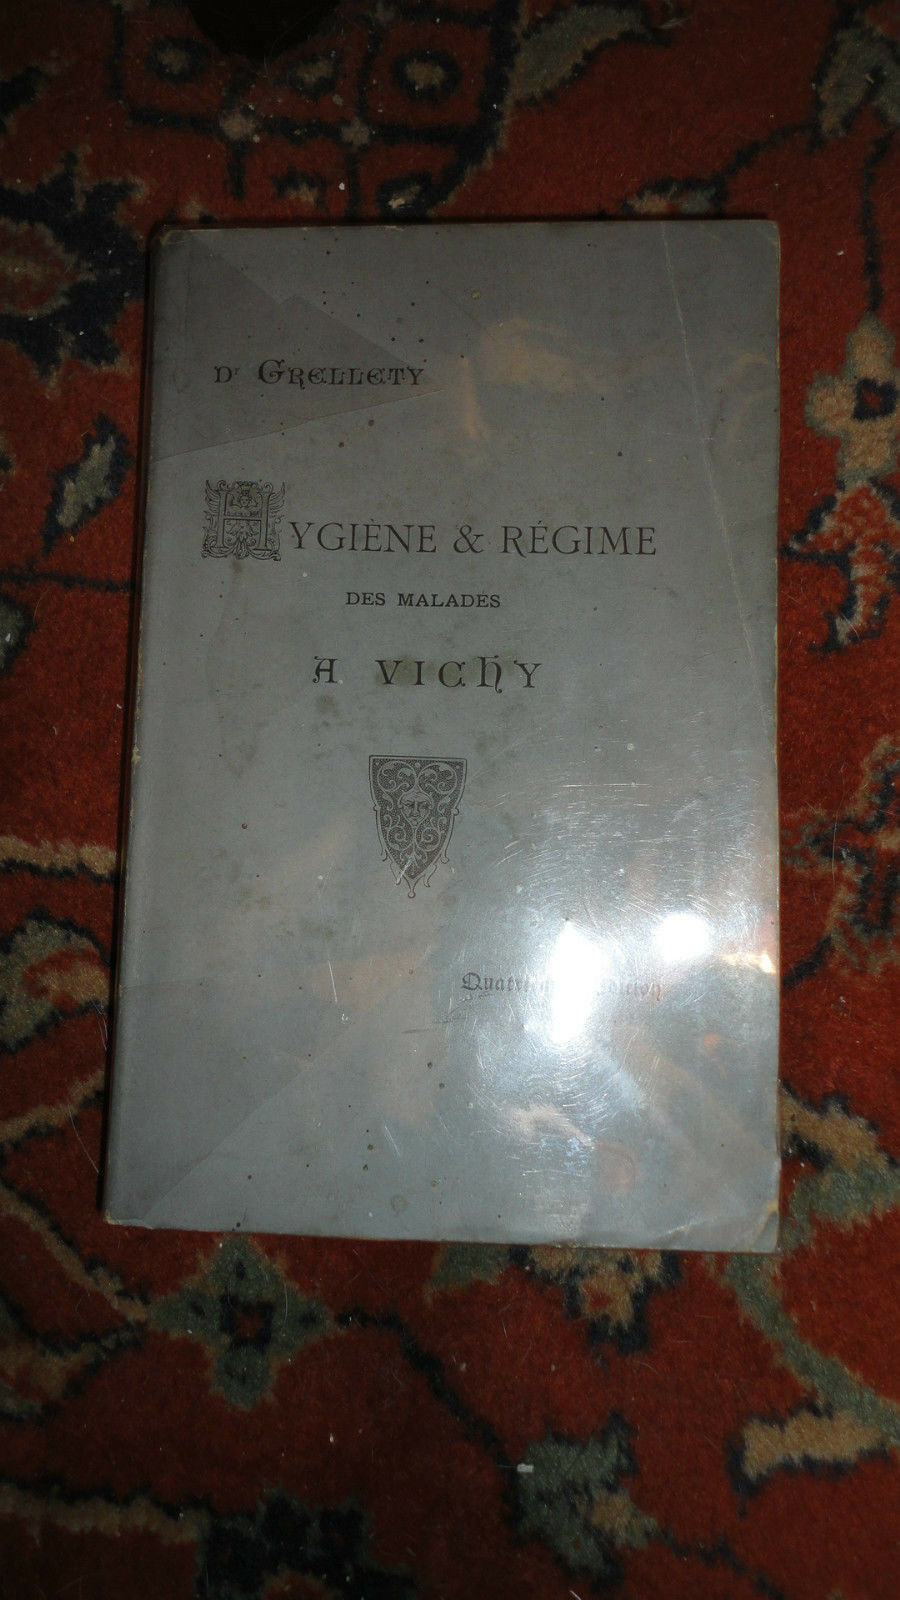 Dr GRELLETY
HYGIÈNE & RÉGIME
DES MALADES
A VICHY